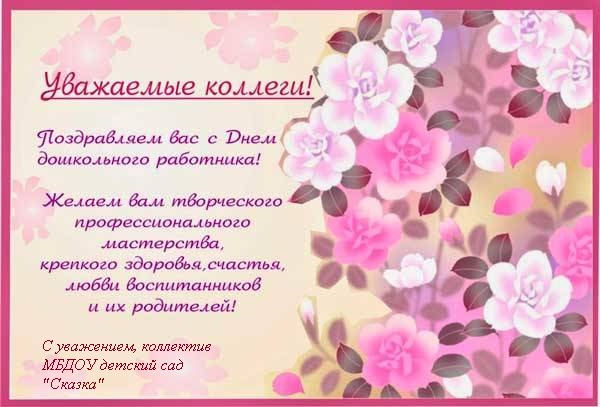 Уважаемые коллеги!
Поздравляем вас с Днем
дошкольного работника!
Желаем вам творческого
профессионального
мастерства,
крепкого здоровья,счастья,
любви воспитанников
и их родителей!
С уважением, коллектив
МБДОУ детский сад
"Сказка"